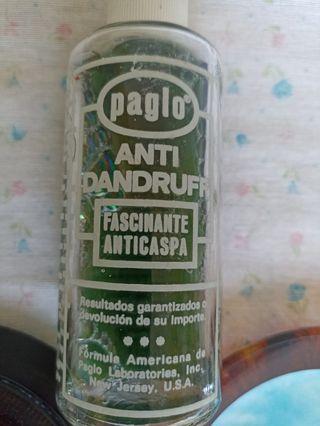 paglo®
ANTI
DANDRUFF
FASCINANTE
ANTICASPA
Resultados garantizados o
devolución de su importe.
Fórmula Americana de
Paglo Laboratories, Inc.
New Jersey, U.S.A.